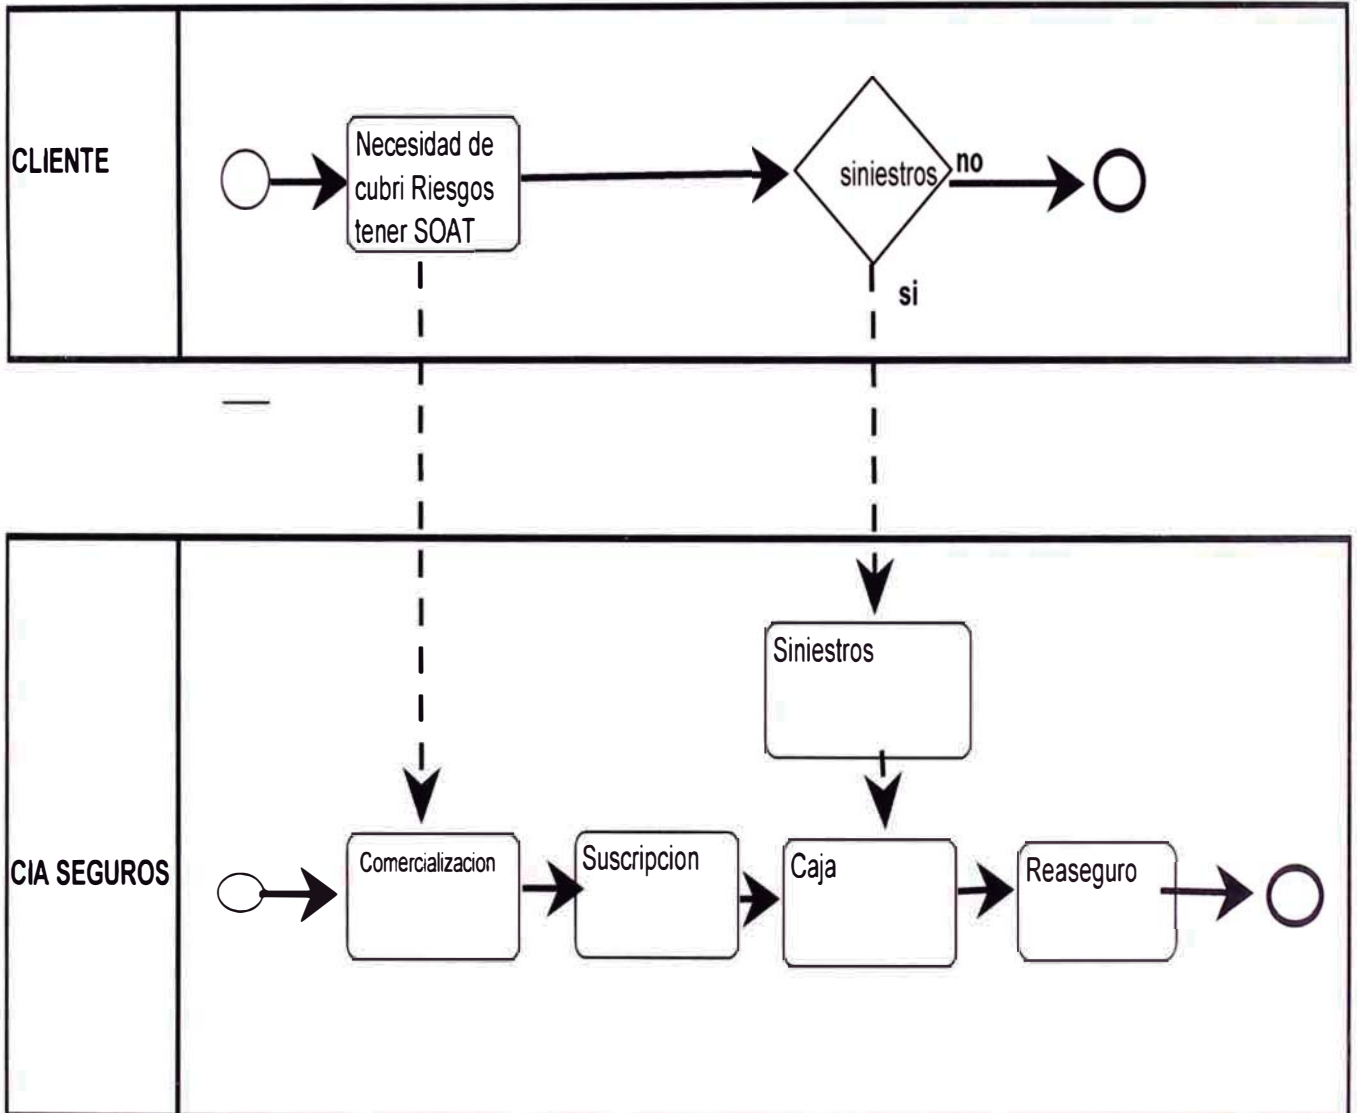 CLIENTE
Necesidad de
cubri Riesgos
tener SOAT
siniestros
no
si
CIA SEGUROS
Siniestros
Comercializacion
Suscripcion
Caja
Reaseguro